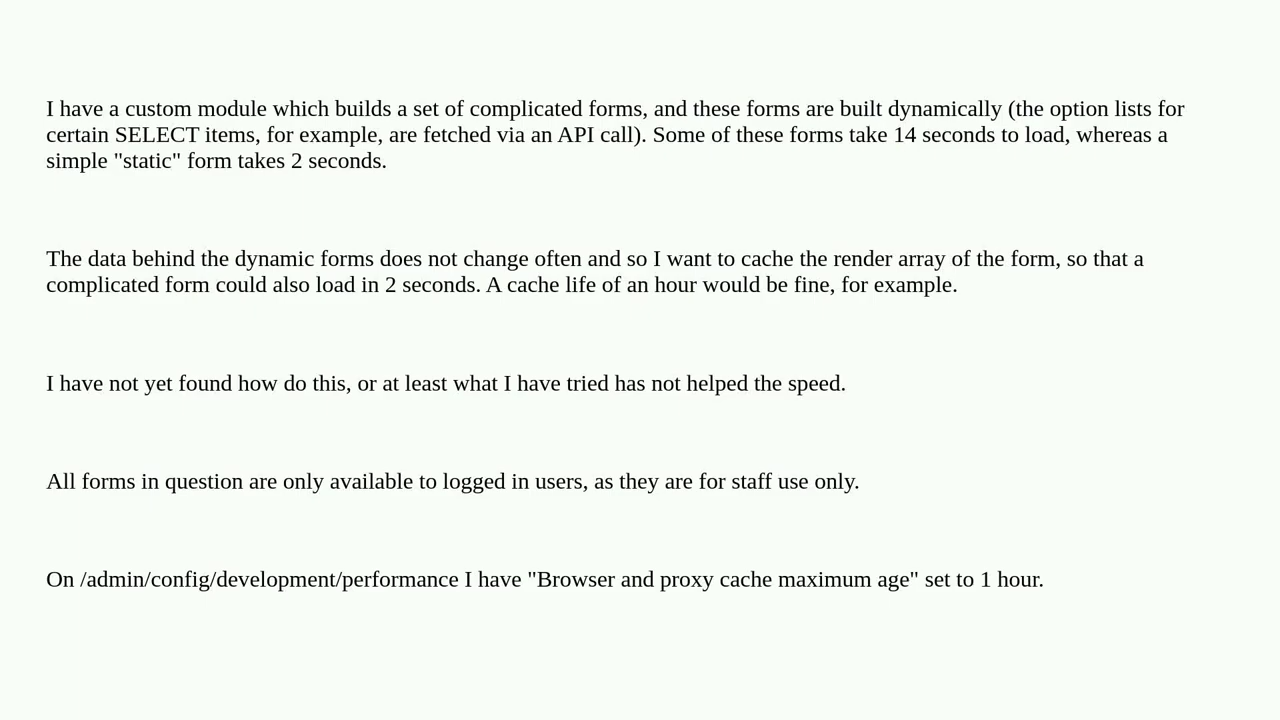 I have a custom module which builds a set of complicated forms, and these forms are built dynamically (the option lists for
certain SELECT items, for example, are fetched via an API call). Some of these forms take 14 seconds to load, whereas a
simple "static" form takes 2 seconds.
The data behind the dynamic forms does not change often and so I want to cache the render array of the form, so that a
complicated form could also load in 2 seconds. A cache life of an hour would be fine, for example.
I have not yet found how do this, or at least what I have tried has not helped the speed.
All forms in question are only available to logged in users, as they are for staff use only.
On /admin/config/development/performance I have "Browser and proxy cache maximum age" set to 1 hour.